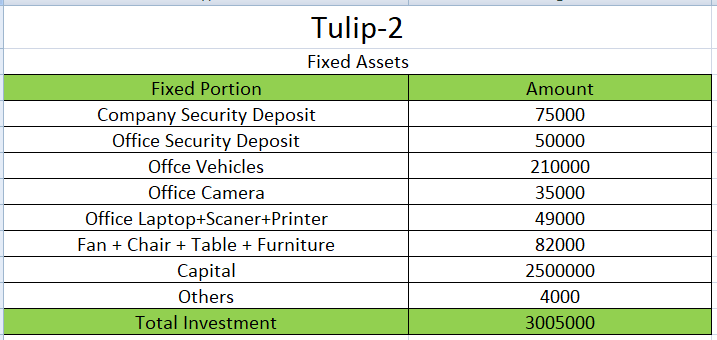 Tulip-2
Fixed Assets
Fixed Portion Amount
Company Security Deposit 75000
Office Security Deposit 50000
Offce Vehicles 210000
Office Camera 35000
Office Laptop+Scaner+Printer 49000
Fan + Chair + Table + Furniture 82000
Capital 2500000
Others 4000
Total Investment 3005000